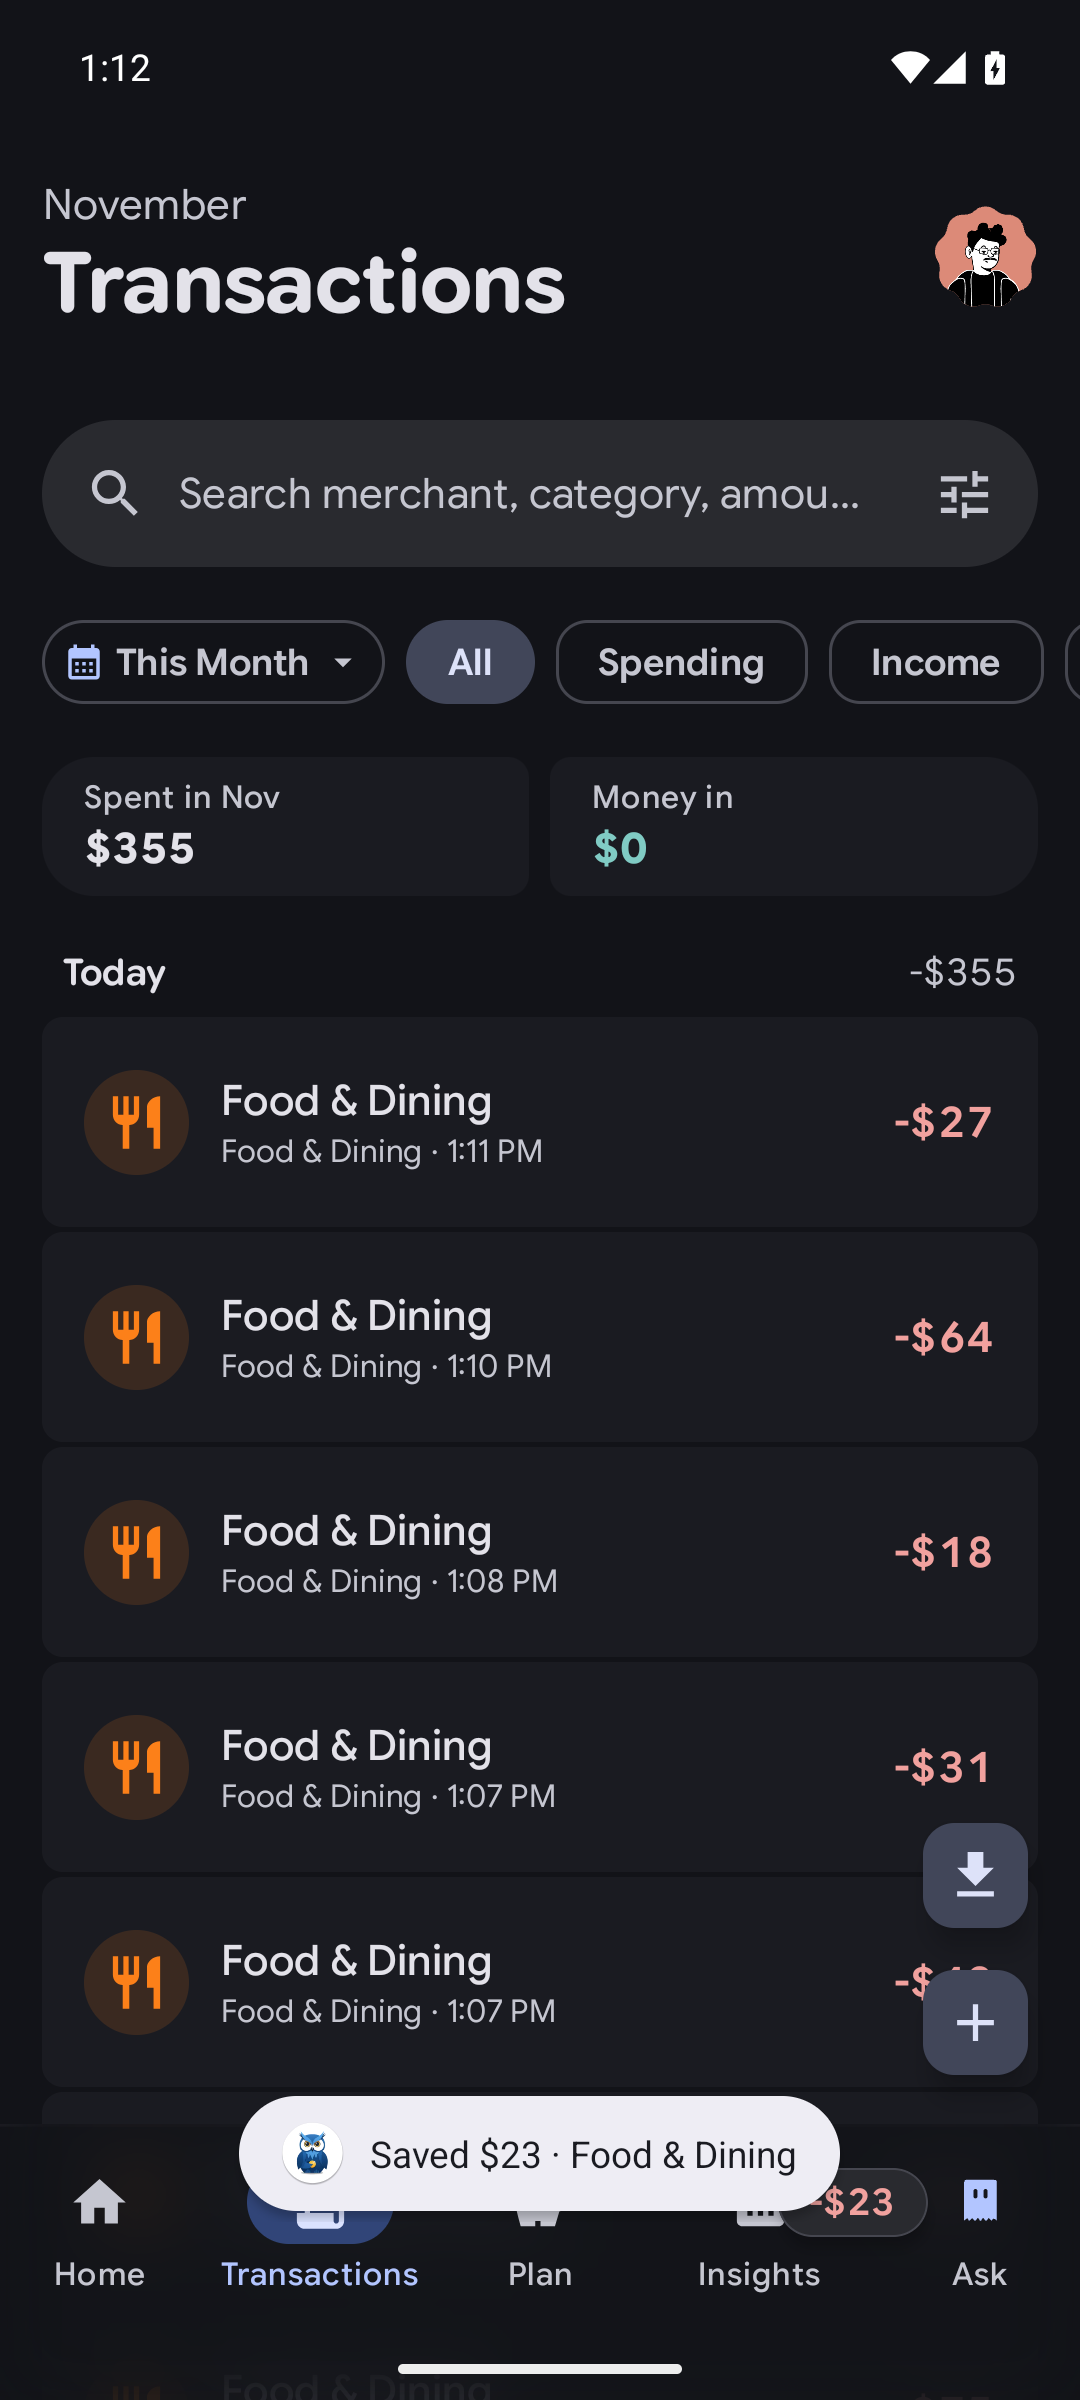 1:12
November
Transactions
Search merchant, category, amou...
This Month
All
Spending
Income
Spent in Nov
$355
Money in
$0
Today
-$355
Food & Dining
Food & Dining · 1:11 PM
-$27
Food & Dining
Food & Dining · 1:10 PM
-$64
Food & Dining
Food & Dining · 1:08 PM
-$18
Food & Dining
Food & Dining · 1:07 PM
-$31
Food & Dining
Food & Dining · 1:07 PM
-$
Saved $23 · Food & Dining
-$23
Home
Transactions
Plan
Insights
Ask
Food & Dining